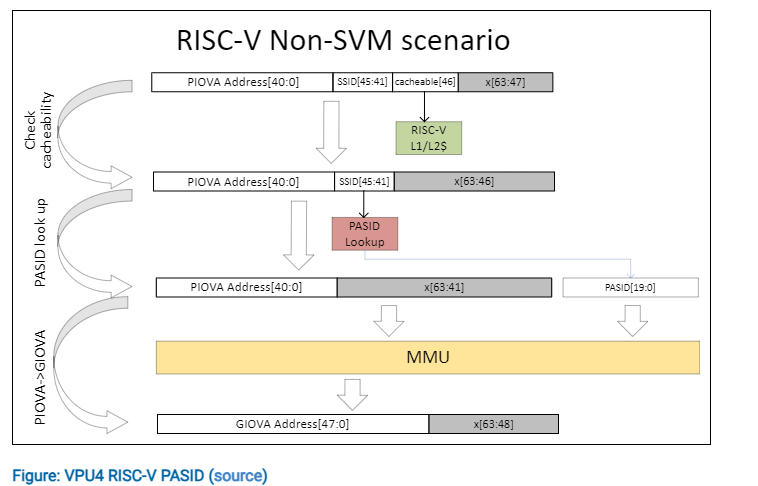 RISC-V Non-SVM scenario
PIOVA Address[40:0] SSID[45:41] cacheable[46] x[63:47]
Check
cacheability
RISC-V
L1/L2$
PIOVA Address[40:0] SSID[45:41] x[63:46]
PASID look up
PASID
Lookup
PIOVA Address[40:0] x[63:41] PASID[19:0]
PIOVA->GIOVA
MMU
GIOVA Address[47:0] x[63:48]
Figure: VPU4 RISC-V PASID (source)